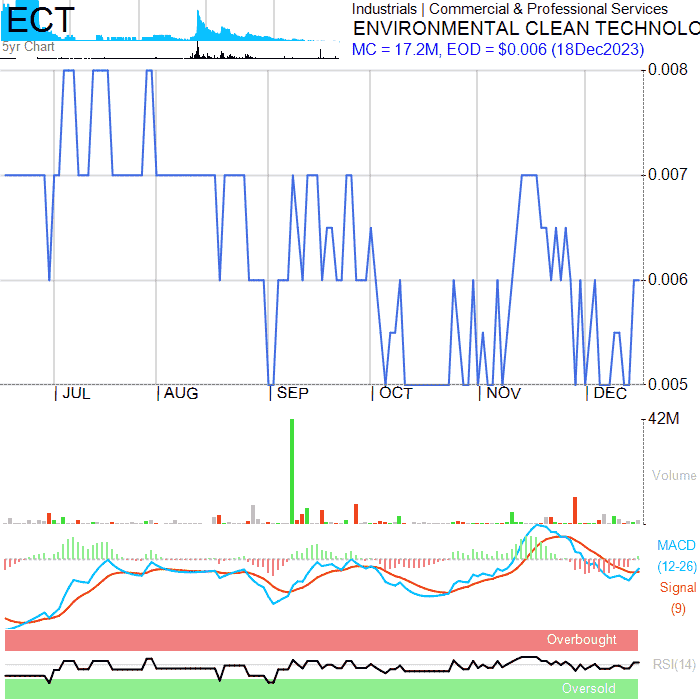 ECT
5yr Chart
Industrials | Commercial & Professional Services
ENVIRONMENTAL CLEAN TECHNOLO
MC = 17.2M, EOD = $0.006 (18Dec2023)
0.008
0.007
0.006
0.005
JUL AUG SEP OCT NOV DEC
42M
Volume
MACD
(12-26)
Signal
(9)
Overbought
RSI(14)
Oversold